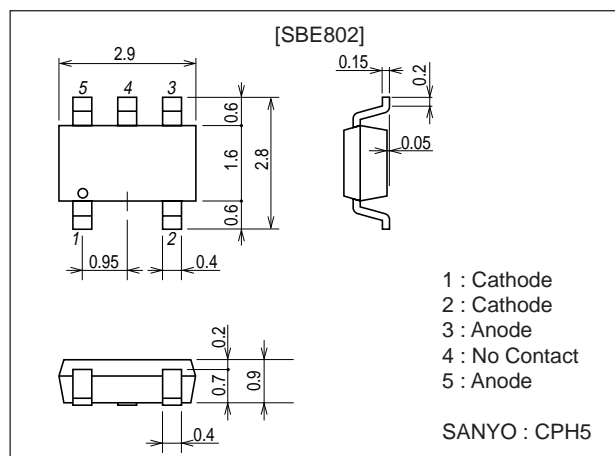 [SBE802]
2.9
0.15
0.2
5 4 3
0.6
1.6
2.8
0.05
0.6
1 2
0.95
0.4
1 : Cathode
2 : Cathode
3 : Anode
4 : No Contact
5 : Anode
0.2
0.7
0.9
0.4
SANYO : CPH5